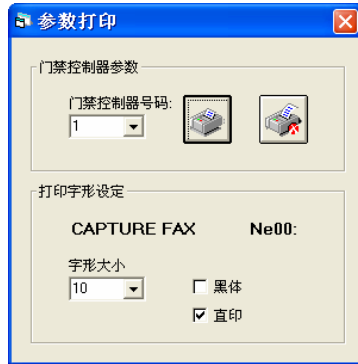 参数打印
门禁控制器参数
门禁控制器号码:
1
打印字形设定
CAPTURE FAX Ne00:
字形大小
10
黑体
直印